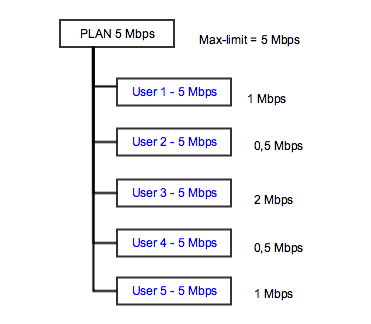 PLAN 5 Mbps
Max-limit = 5 Mbps
User 1 - 5 Mbps
1 Mbps
User 2 - 5 Mbps
0,5 Mbps
User 3 - 5 Mbps
2 Mbps
User 4 - 5 Mbps
0,5 Mbps
User 5 - 5 Mbps
1 Mbps